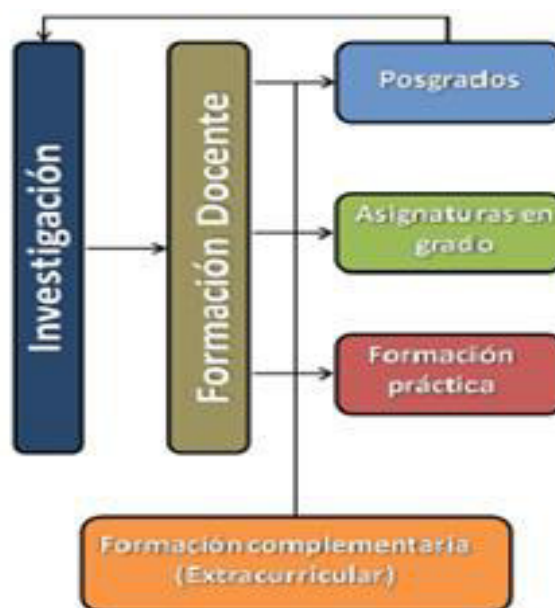 Investigación
Formación Docente
Posgrados
Asignaturas en
grado
Formación
práctica
Formación complementaria
(Extracurricular)